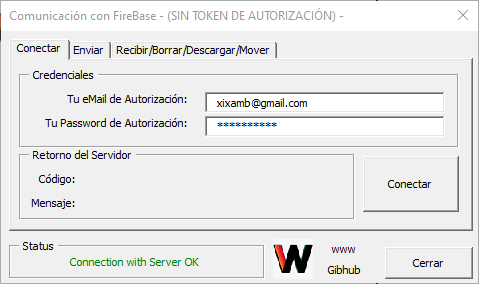 Comunicación con FireBase - (SIN TOKEN DE AUTORIZACIÓN) -
Conectar Enviar Recibir/Borrar/Descargar/Mover
Credenciales
Tu eMail de Autorización: xixamb@gmail.com
Tu Password de Autorización: **********
Retorno del Servidor
Código:
Mensaje:
Conectar
Status
Connection with Server OK
W
www
Gibhub
Cerrar